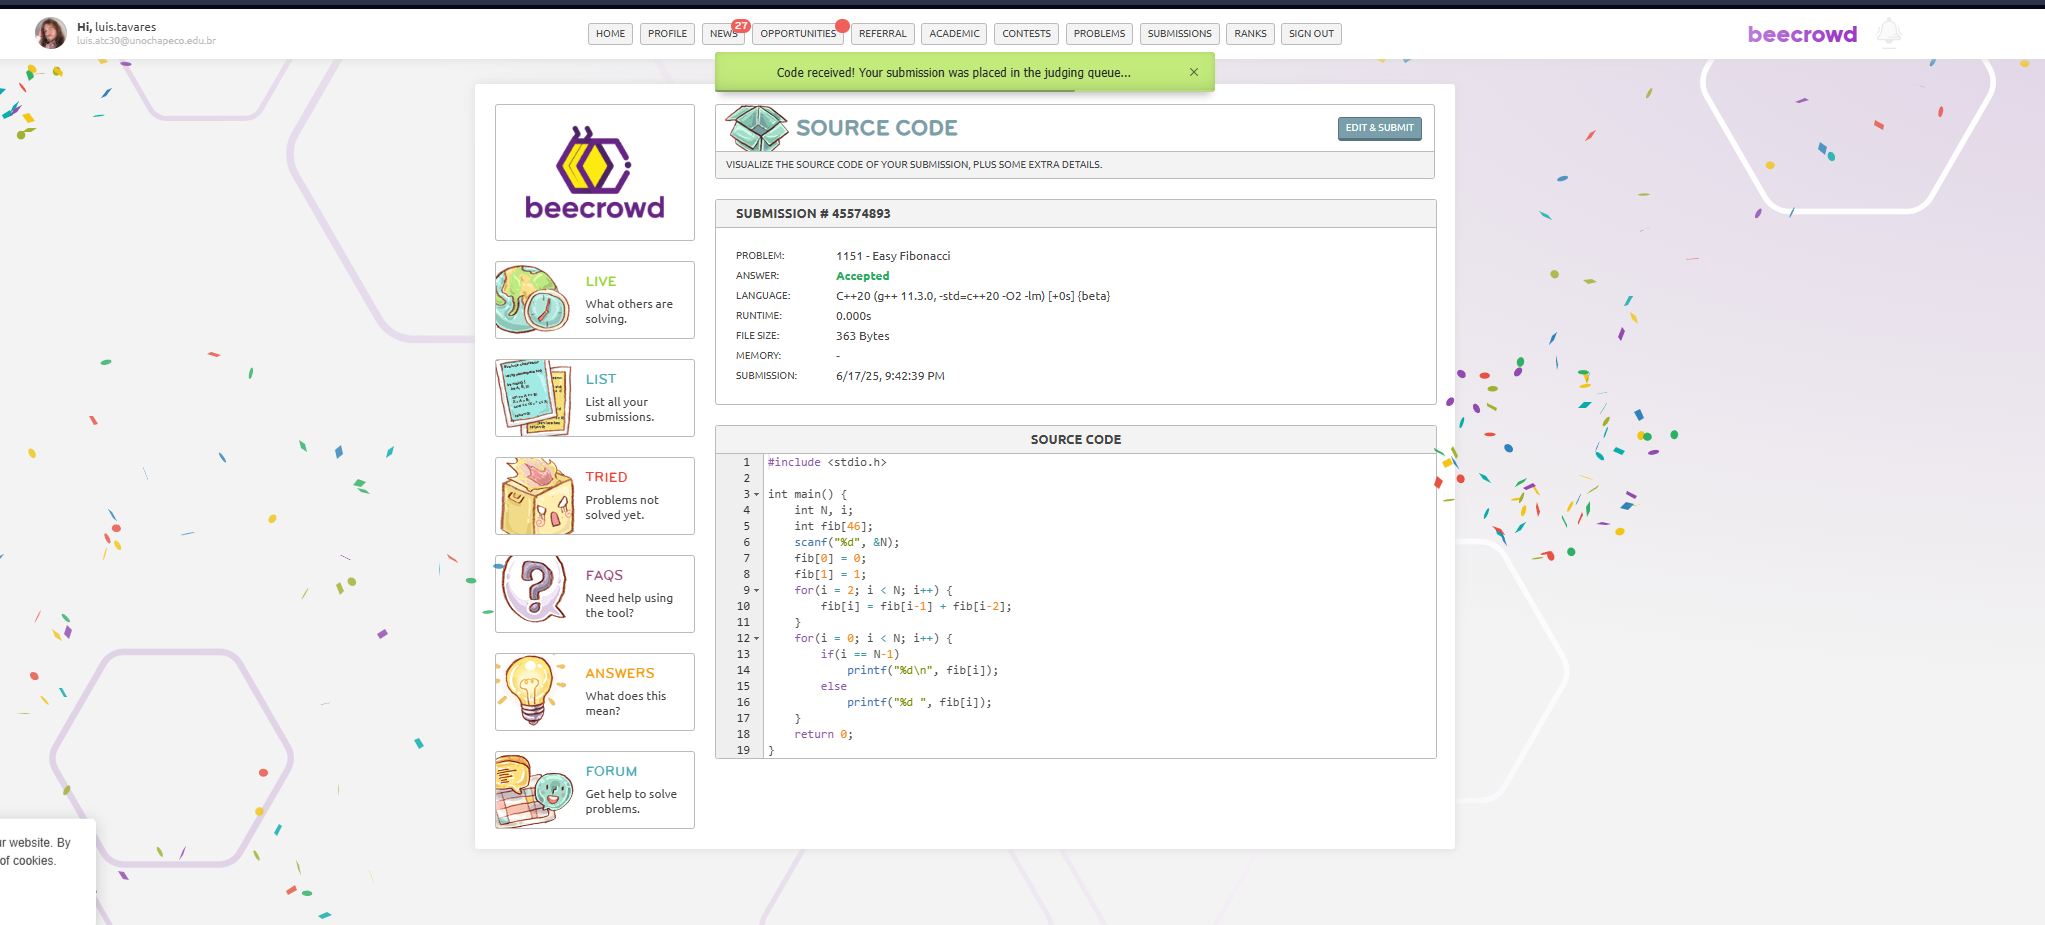 Hi, luis.tavares
luis.atc30@unochapeco.edu.br
HOME
PROFILE
NEWS
27
OPPORTUNITIES
REFERRAL
ACADEMIC
CONTESTS
PROBLEMS
SUBMISSIONS
RANKS
SIGN OUT
beecrowd
Code received! Your submission was placed in the judging queue...
×
beecrowd
SOURCE CODE
EDIT & SUBMIT
VISUALIZE THE SOURCE CODE OF YOUR SUBMISSION, PLUS SOME EXTRA DETAILS.
SUBMISSION # 45574893
PROBLEM: 1151 - Easy Fibonacci
ANSWER: Accepted
LANGUAGE: C++20 (g++ 11.3.0, -std=c++20 -O2 -lm) [+0s] {beta}
RUNTIME: 0.000s
FILE SIZE: 363 Bytes
MEMORY: -
SUBMISSION: 6/17/25, 9:42:39 PM
LIVE
What others are
solving.
LIST
List all your
submissions.
TRIED
Problems not
solved yet.
FAQS
Need help using
the tool?
ANSWERS
What does this
mean?
FORUM
Get help to solve
problems.
SOURCE CODE
1 #include <stdio.h>
2
3 int main() {
4     int N, i;
5     int fib[46];
6     scanf("%d", &N);
7     fib[0] = 0;
8     fib[1] = 1;
9     for(i = 2; i < N; i++) {
10         fib[i] = fib[i-1] + fib[i-2];
11     }
12     for(i = 0; i < N; i++) {
13         if(i == N-1)
14             printf("%d\n", fib[i]);
15         else
16             printf("%d ", fib[i]);
17     }
18     return 0;
19 }
r website. By
of cookies.